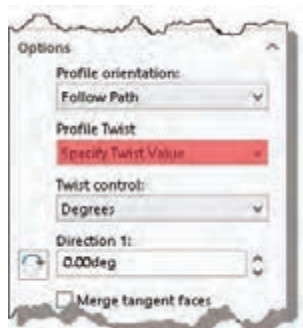 Options
Profile orientation:
Follow Path
Profile Twist
Specify Twist Value
Twist control:
Degrees
Direction 1:
0.00deg
Merge tangent faces